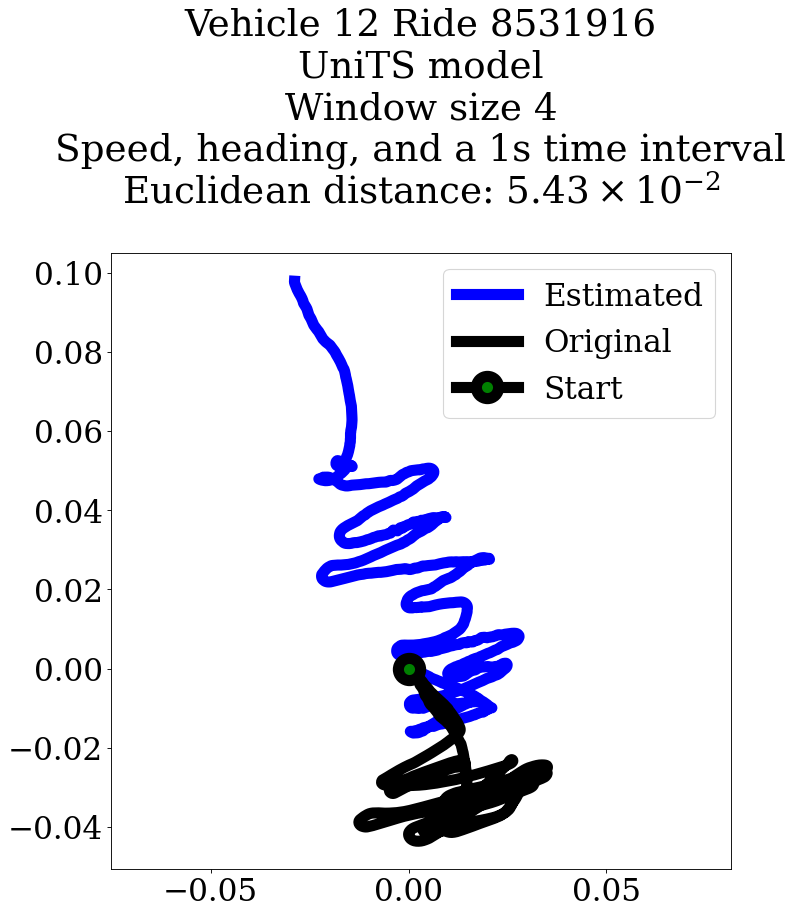 Vehicle 12 Ride 8531916
UniTS model
Window size 4
Speed, heading, and a 1s time interval
Euclidean distance: 5.43 × 10⁻²
Estimated
Original
Start
0.10
0.08
0.06
0.04
0.02
0.00
−0.02
−0.04
−0.05
0.00
0.05